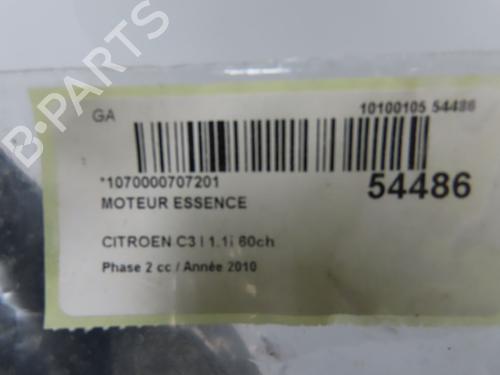 GA
10100105 54486
*1070000707201
54486
MOTEUR ESSENCE
CITROEN C3 I 1.1i 60ch
Phase 2 cc / Année 2010
B-PARTS